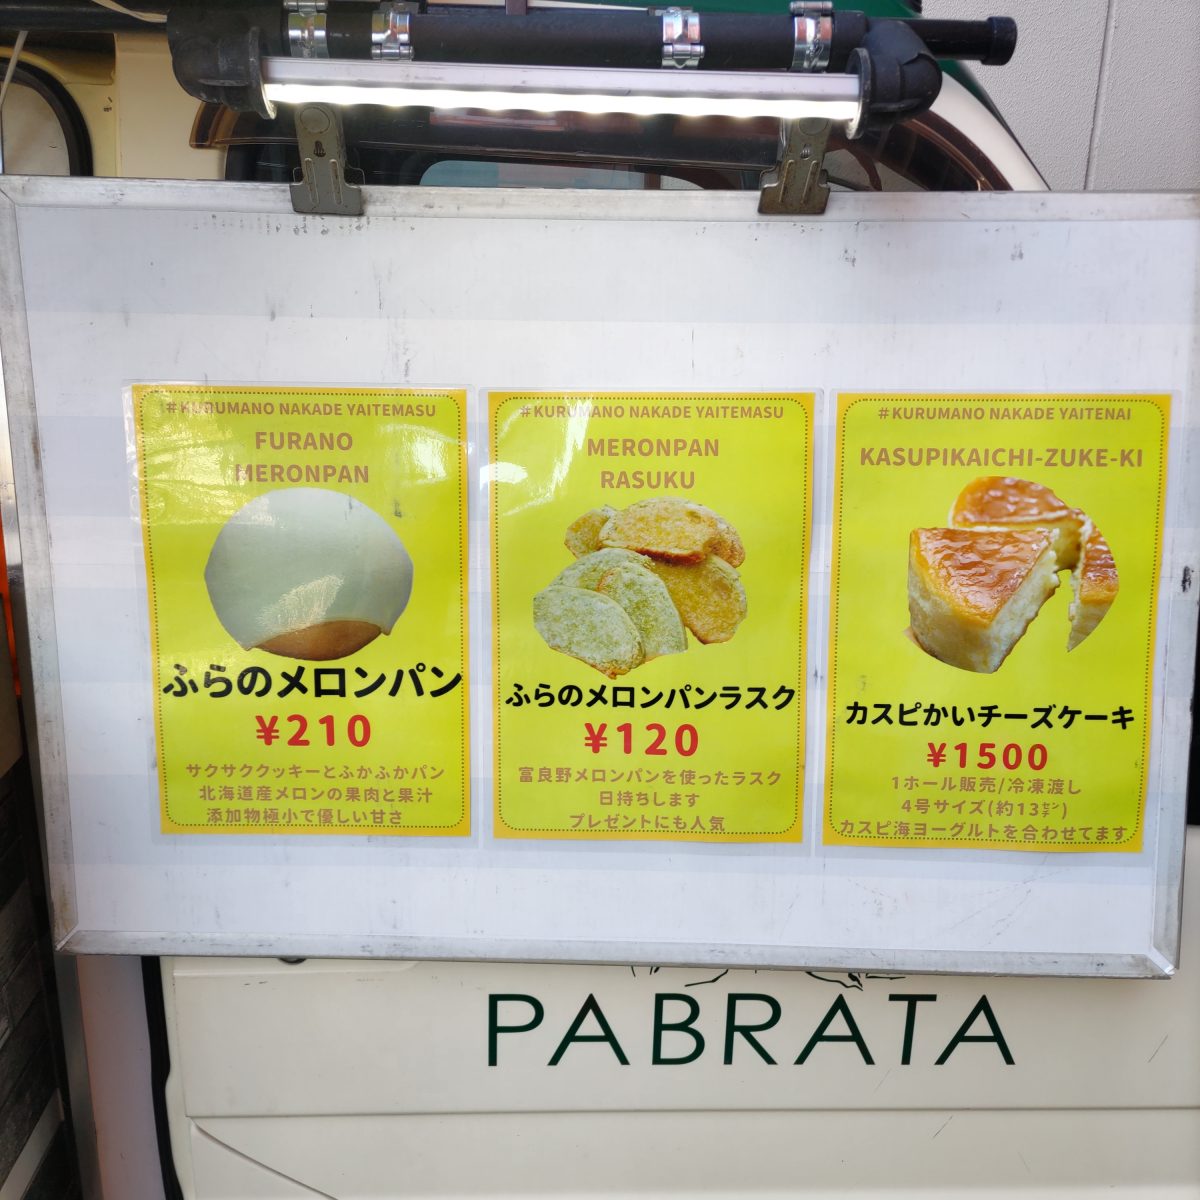 #KURUMANO NAKADE YAITEMASU
FURANO
MERONPAN
ふらのメロンパン
¥210
サクサククッキーとふかふかパン
北海道産メロンの果肉と果汁
添加物極小で優しい甘さ
#KURUMANO NAKADE YAITEMASU
MERONPAN
RASUKU
ふらのメロンパンラスク
¥120
富良野メロンパンを使ったラスク
日持ちします
プレゼントにも人気
#KURUMANO NAKADE YAITENAI
KASUPIKAICHI-ZUKE-KI
カスピかいチーズケーキ
¥1500
1ホール販売/冷凍渡し
4号サイズ(約13㌢)
カスピ海ヨーグルトを合わせてます
PABRATA